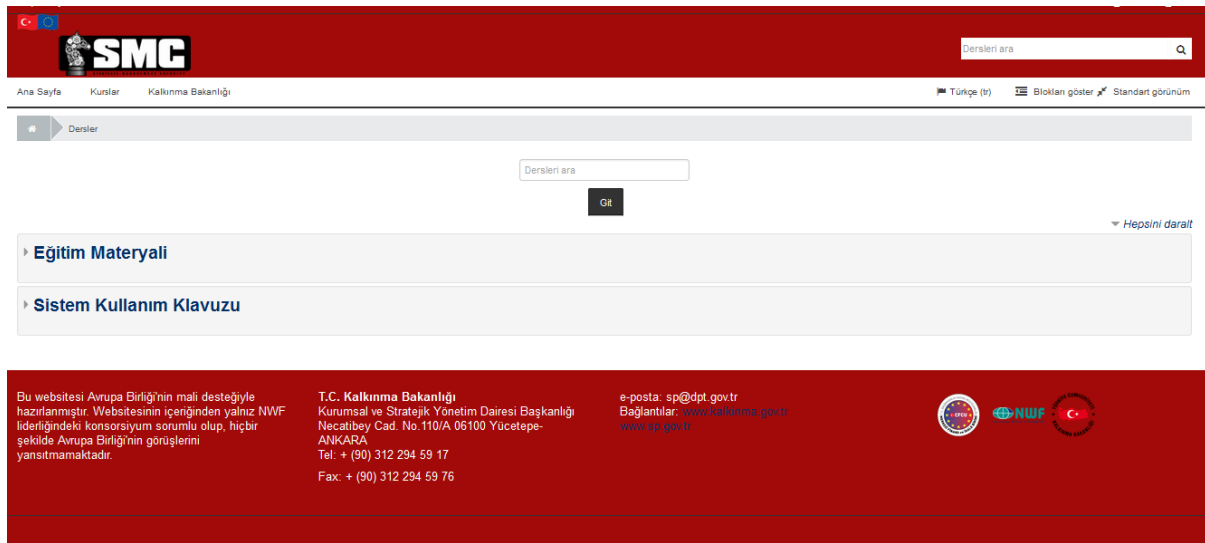 SMC
Dersleri ara
Ana Sayfa Kurslar Kalkınma Bakanlığı Türkçe (tr) Blokları göster Standart görünüm
Dersler
Dersleri ara
Git
Hepsini daralt
Eğitim Materyali
Sistem Kullanım Klavuzu
Bu websitesi Avrupa Birliği'nin mali desteğiyle
hazırlanmıştır. Websitesinin içeriğinden yalnız NWF
liderliğindeki konsorsiyum sorumlu olup, hiçbir
şekilde Avrupa Birliği'nin görüşlerini
yansıtmamaktadır.
T.C. Kalkınma Bakanlığı
Kurumsal ve Stratejik Yönetim Dairesi Başkanlığı
Necatibey Cad. No.110/A 06100 Yücetepe-
ANKARA
Tel: + (90) 312 294 59 17
Fax: + (90) 312 294 59 76
e-posta: sp@dpt.gov.tr
Bağlantılar: www.kalkinma.gov.tr
www.sp.gov.tr
NWF